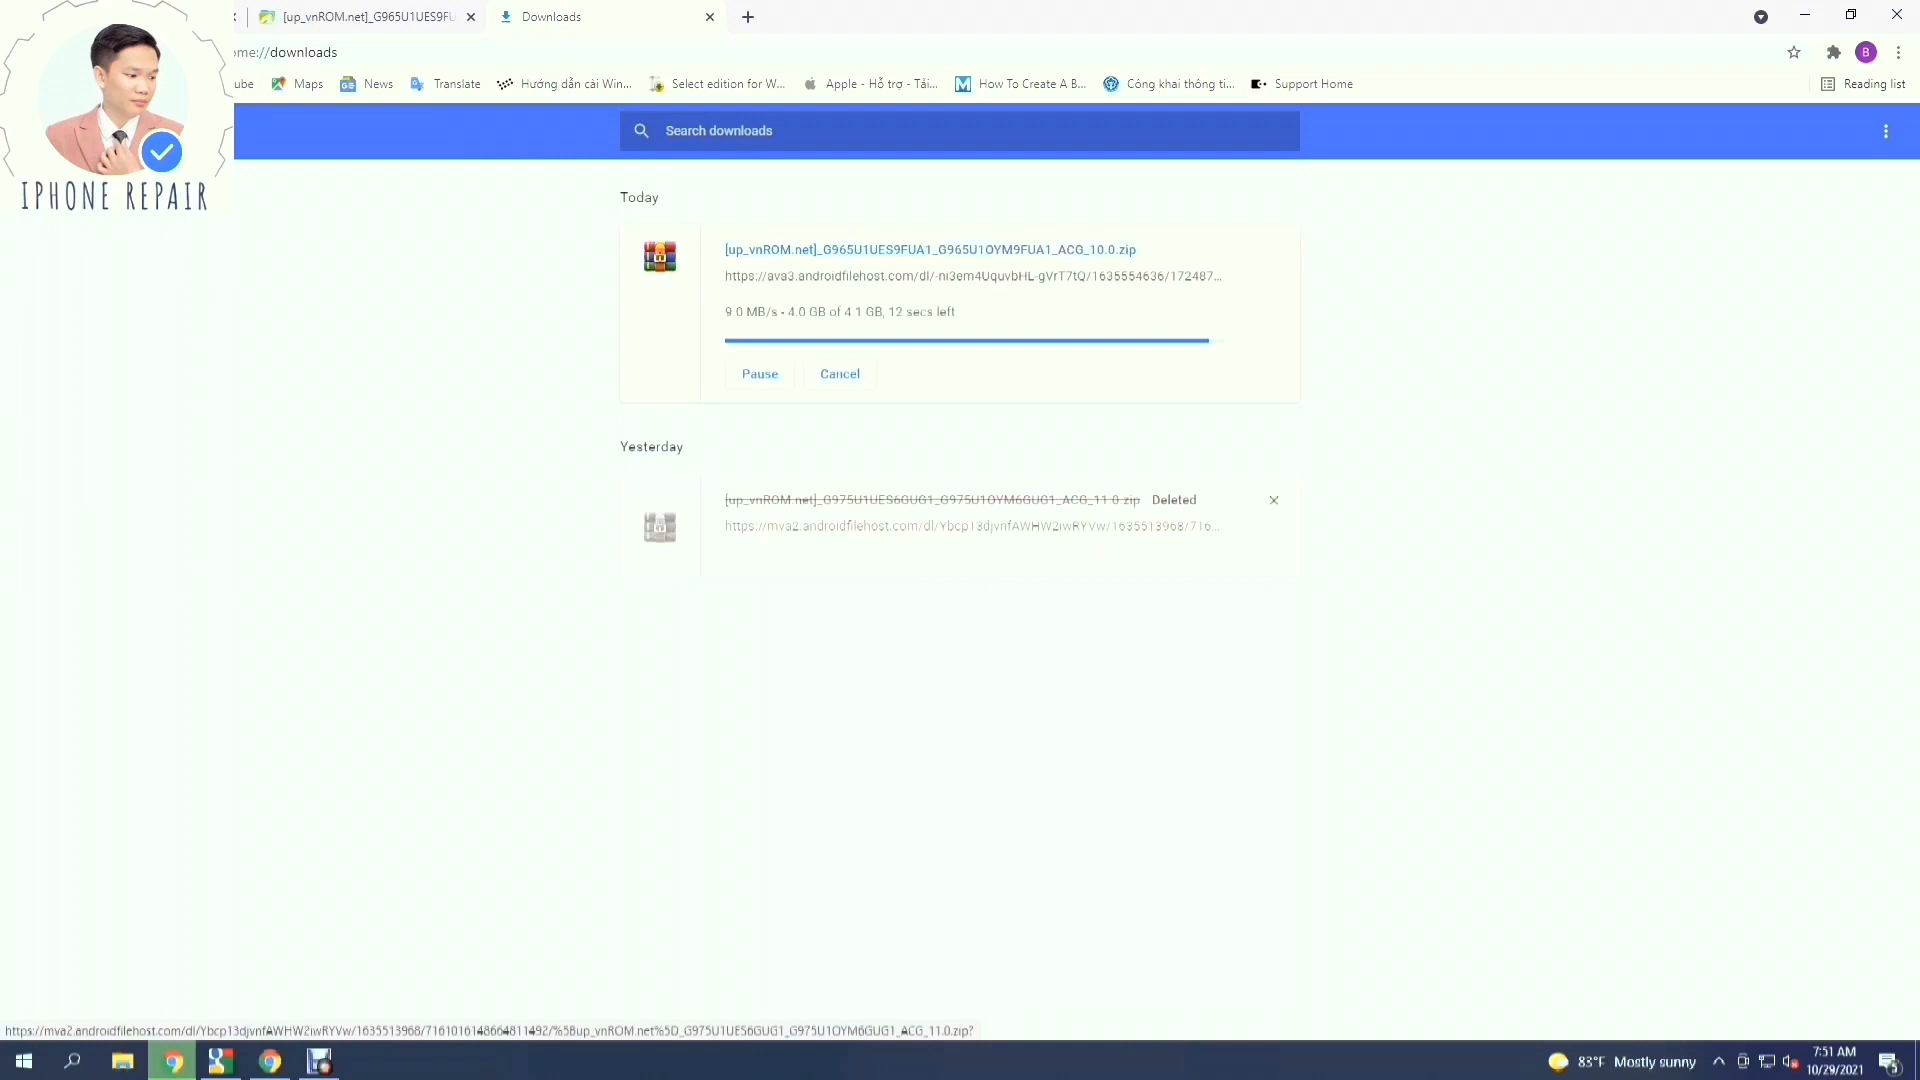 [up_vnROM.net]_G965U1UES9FU
Downloads
ome://downloads
ube
Maps
News
Translate
Hướng dẫn cài Win...
Select edition for W...
Apple - Hỗ trợ - Tải...
How To Create A B...
Công khai thông ti...
Support Home
Reading list
B
IPHONE REPAIR
Search downloads
Today
[up_vnROM.net]_G965U1UES9FUA1_G965U1OYM9FUA1_ACG_10.0.zip
https://ava3.androidfilehost.com/dl/-ni3em4UquvbHL-gVrT7tQ/1635554636/172487...
9.0 MB/s - 4.0 GB of 4.1 GB, 12 secs left
Pause
Cancel
Yesterday
[up_vnROM.net]_G975U1UES6GUG1_G975U1OYM6GUG1_ACG_11.0.zip Deleted
https://mva2.androidfilehost.com/dl/Ybcp13djvnfAWHW2iwRYVw/1635513968/716...
https://mva2.androidfilehost.com/dl/Ybcp13djvnfAWHW2iwRYVw/1635513968/7161016148664811492/%5Bup_vnROM.net%5D_G975U1UES6GUG1_G975U1OYM6GUG1_ACG_11.0.zip?
83°F Mostly sunny
7:51 AM
10/29/2021
5